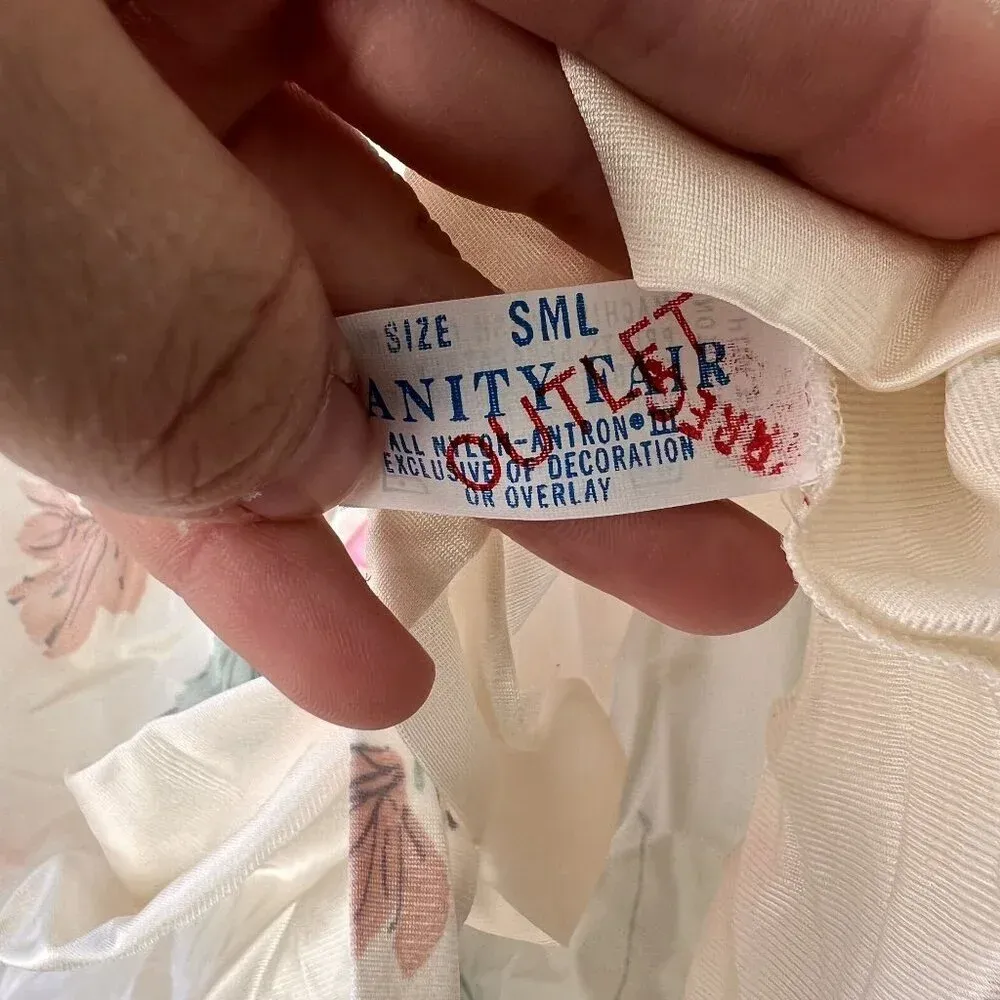 SIZE SML
ANITY FAIR
ALL NYLON-ANTRON® III
EXCLUSIVE OF DECORATION
OR OVERLAY
OUTLET